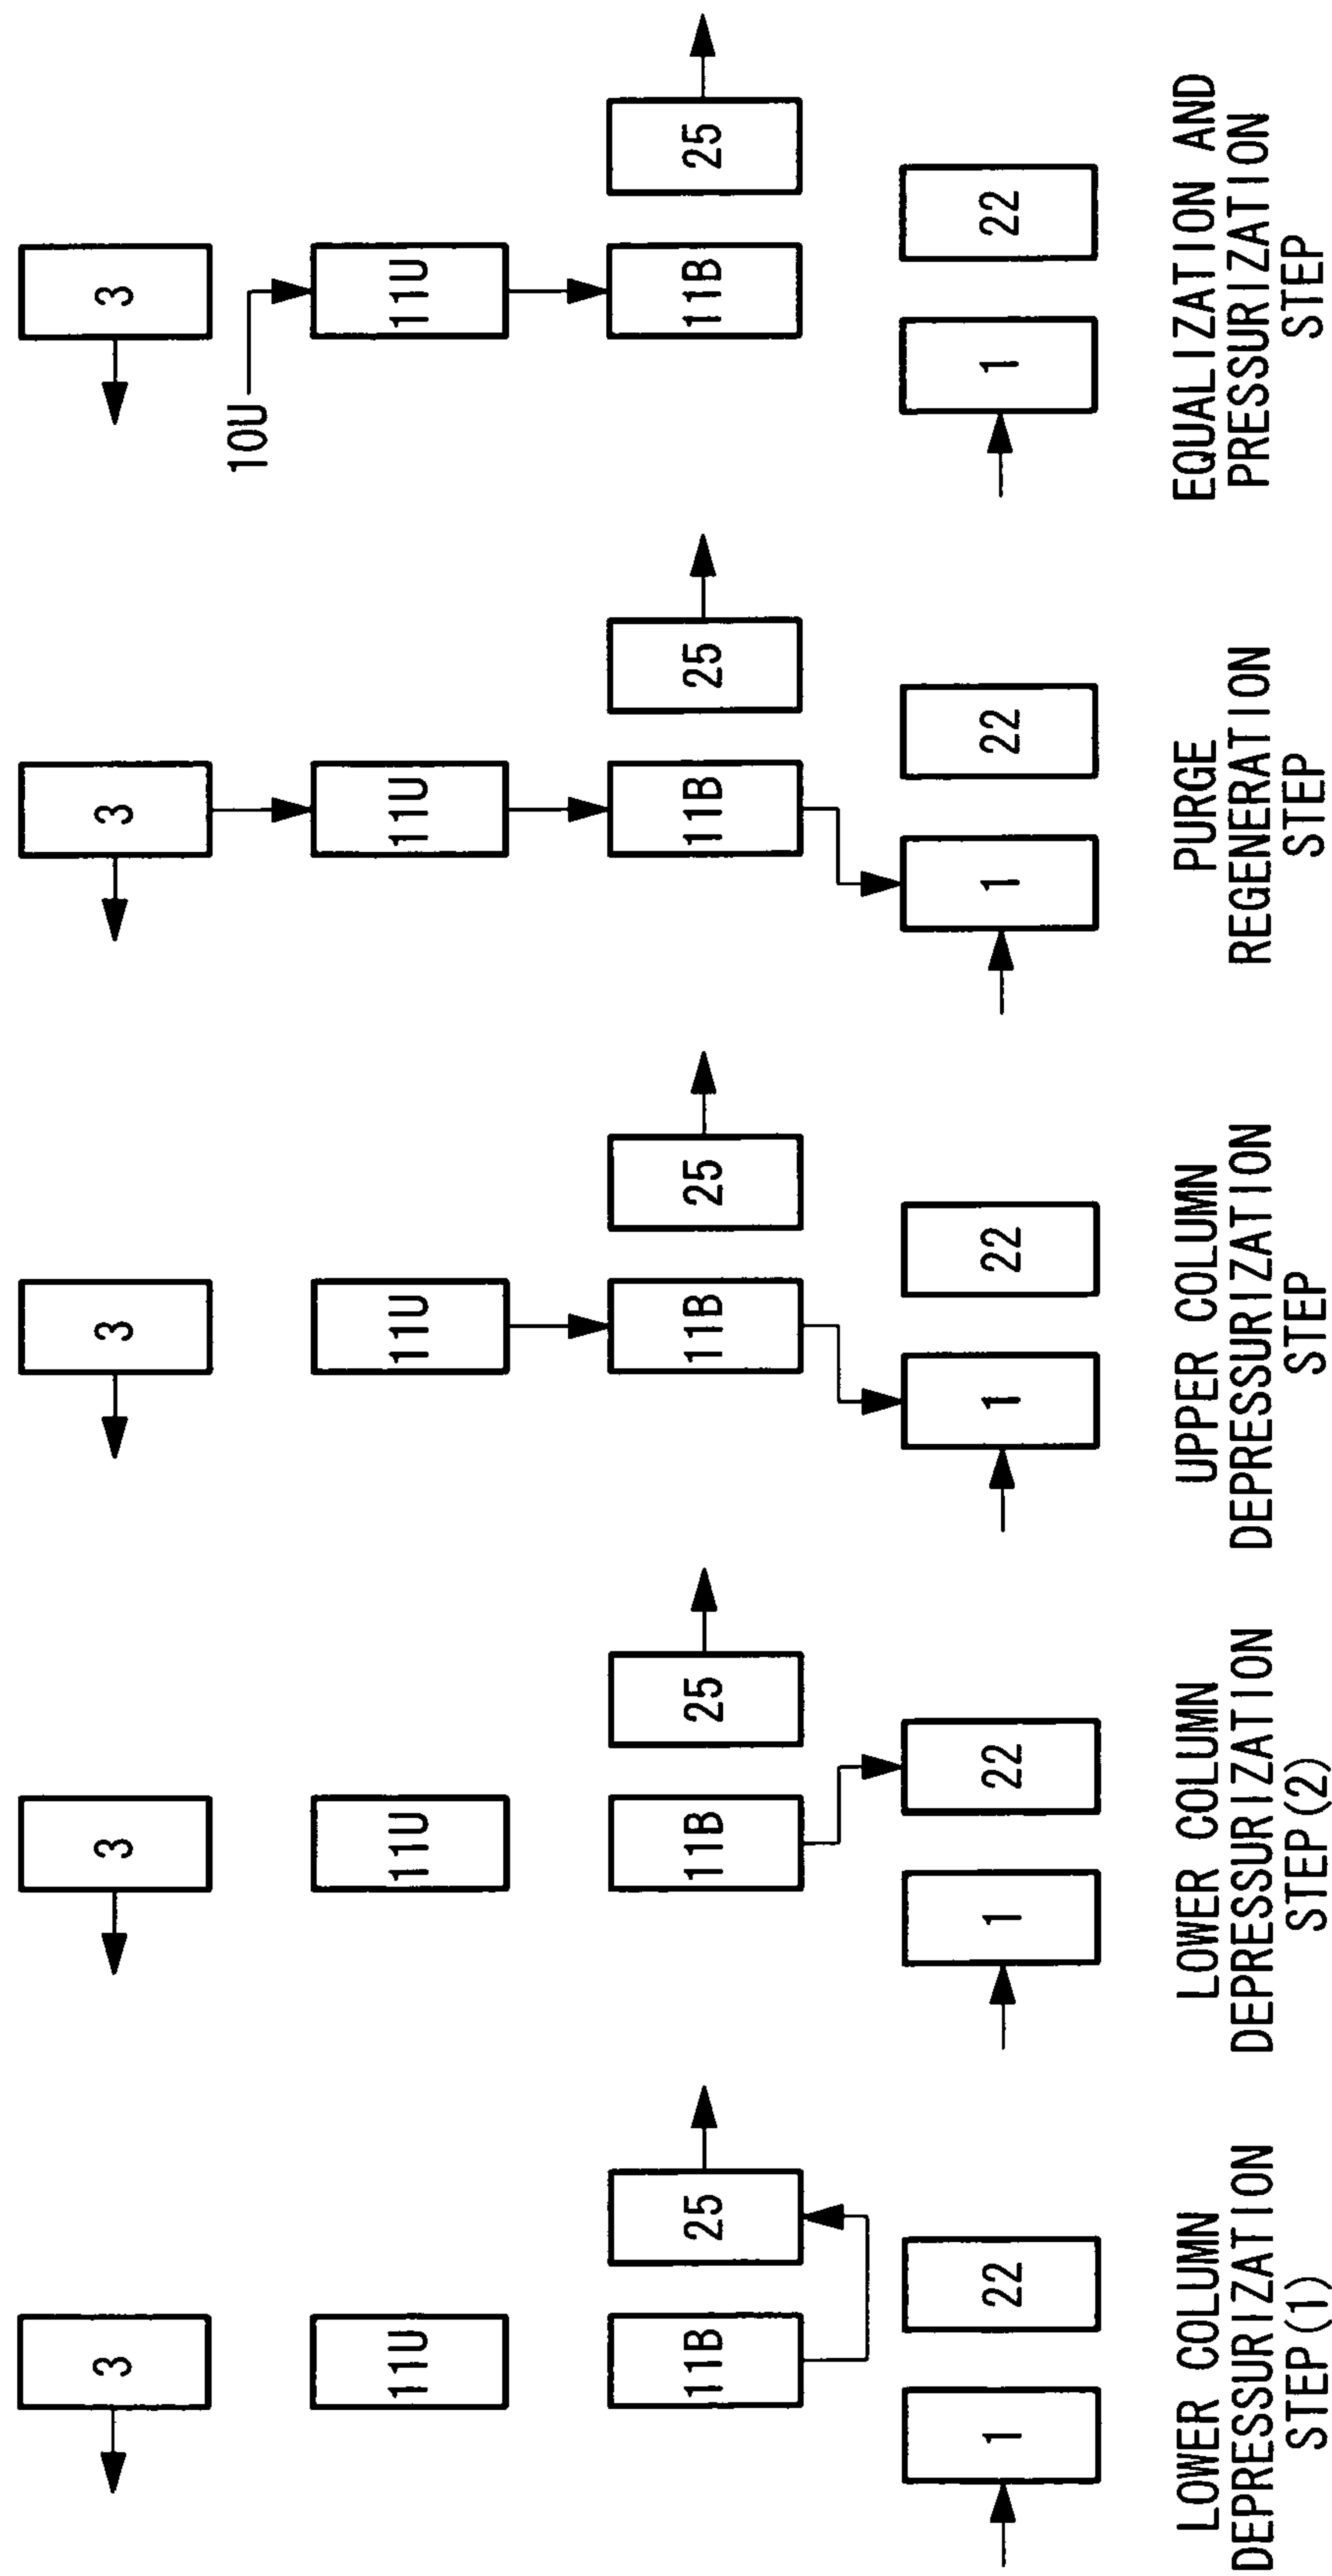 3
11U
11B 25
1 22
LOWER COLUMN
DEPRESSURIZATION
STEP (1)
3
11U
11B 25
1 22
LOWER COLUMN
DEPRESSURIZATION
STEP (2)
3
11U
11B 25
1 22
UPPER COLUMN
DEPRESSURIZATION
STEP
3
11U
11B 25
1 22
PURGE
REGENERATION
STEP
3
10U
11U
11B 25
1 22
EQUALIZATION AND
PRESSURIZATION
STEP